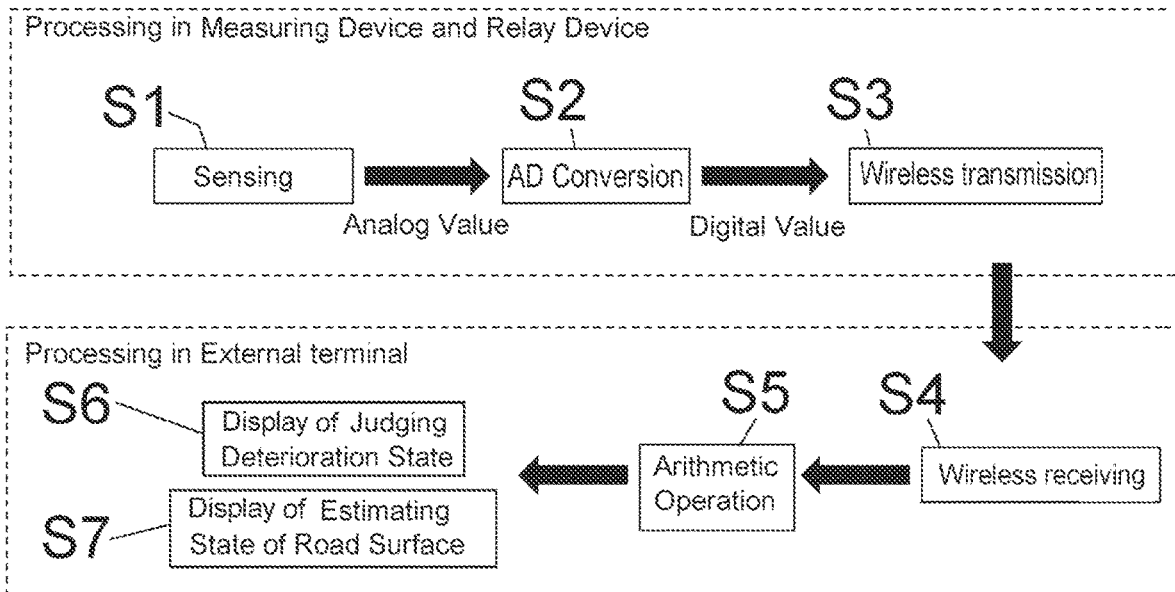 Processing in Measuring Device and Relay Device
S1
S2
S3
Sensing
AD Conversion
Wireless transmission
Analog Value
Digital Value
Processing in External terminal
S6
S5
S4
Display of Judging
Deterioration State
Arithmetic
Operation
Wireless receiving
S7
Display of Estimating
State of Road Surface